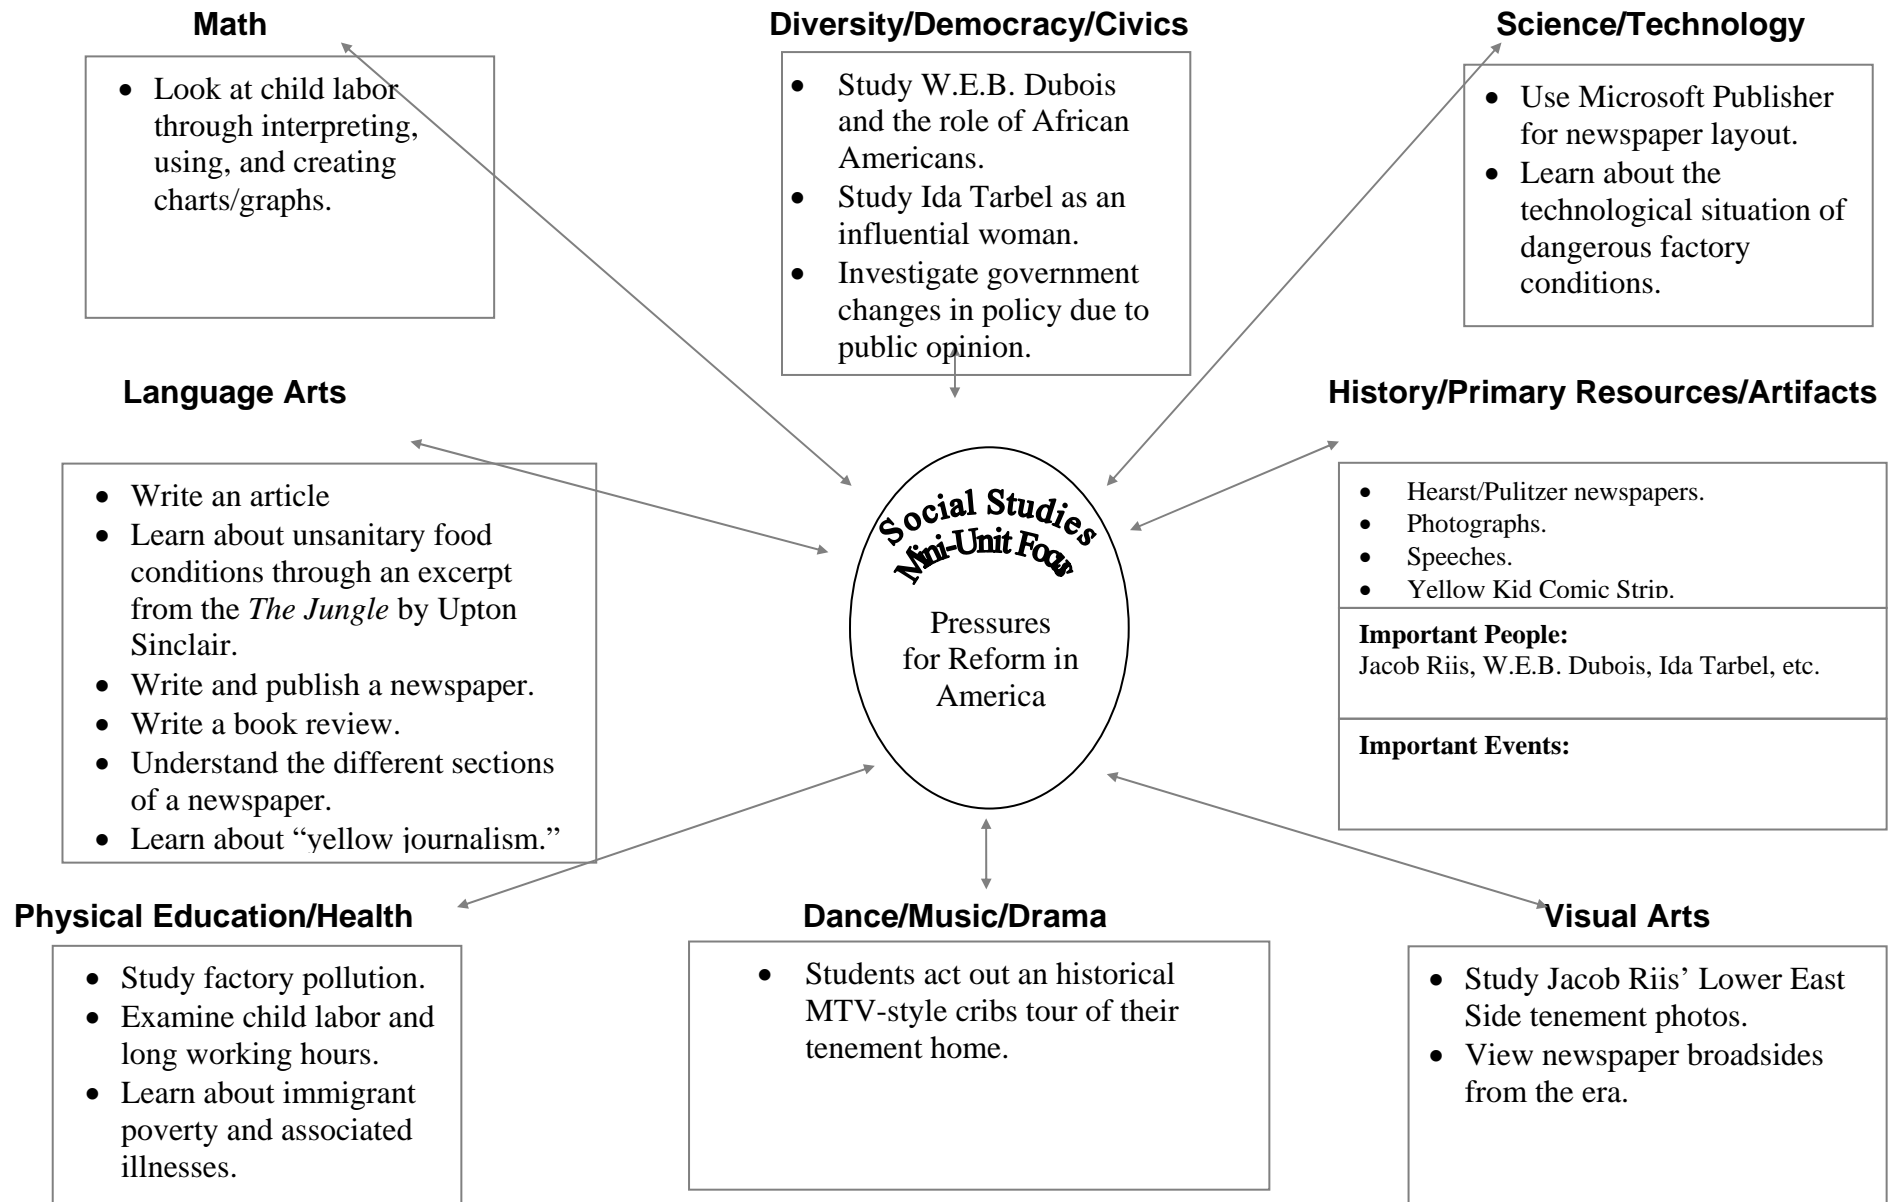 Math
• Look at child labor
through interpreting,
using, and creating
charts/graphs.
Diversity/Democracy/Civics
• Study W.E.B. Dubois
and the role of African
Americans.
• Study Ida Tarbel as an
influential woman.
• Investigate government
changes in policy due to
public opinion.
Science/Technology
• Use Microsoft Publisher
for newspaper layout.
• Learn about the
technological situation of
dangerous factory
conditions.
Language Arts
• Write an article
• Learn about unsanitary food
conditions through an excerpt
from the The Jungle by Upton
Sinclair.
• Write and publish a newspaper.
• Write a book review.
• Understand the different sections
of a newspaper.
• Learn about “yellow journalism.”
Social Studies
Mini-Unit Focus
Pressures
for Reform in
America
History/Primary Resources/Artifacts
• Hearst/Pulitzer newspapers.
• Photographs.
• Speeches.
• Yellow Kid Comic Strip.
Important People:
Jacob Riis, W.E.B. Dubois, Ida Tarbel, etc.
Important Events:
Physical Education/Health
• Study factory pollution.
• Examine child labor and
long working hours.
• Learn about immigrant
poverty and associated
illnesses.
Dance/Music/Drama
• Students act out an historical
MTV-style cribs tour of their
tenement home.
Visual Arts
• Study Jacob Riis’ Lower East
Side tenement photos.
• View newspaper broadsides
from the era.